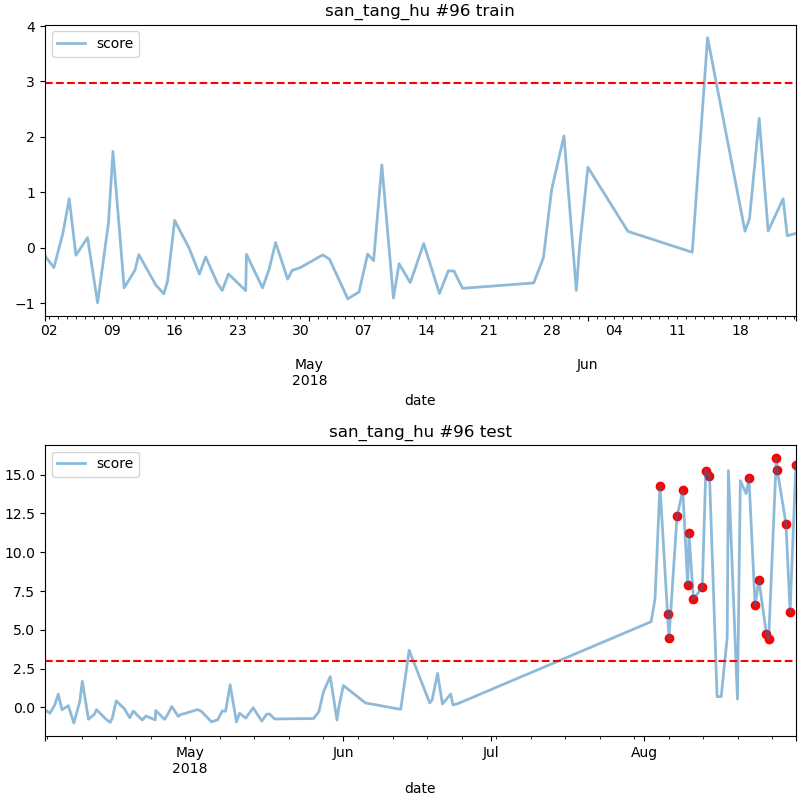 san_tang_hu #96 train
score
4
3
2
1
0
−1
02 09 16 23 30 07 14 21 28 04 11 18
May Jun
2018
date
san_tang_hu #96 test
score
15.0
12.5
10.0
7.5
5.0
2.5
0.0
May Jun Jul Aug
2018
date